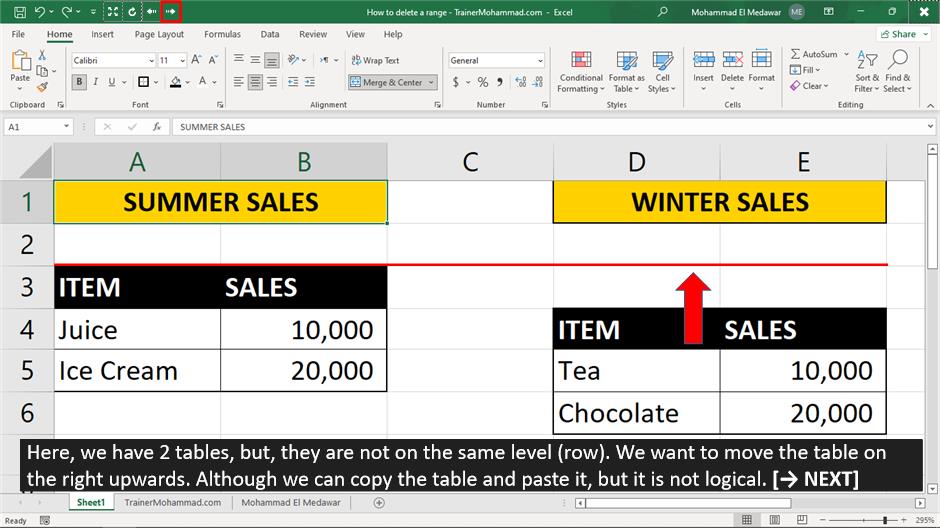 How to delete a range - TrainerMohammad.com - Excel
Mohammad El Medawar ME
File Home Insert Page Layout Formulas Data Review View Help
Share
Paste
Clipboard
Calibri 11 A A
B I U A
Font
ab Wrap Text
Merge & Center
Alignment
General
$ % 9
Number
Conditional Formatting
Format as Table
Cell Styles
Styles
Insert Delete Format
Cells
AutoSum
Fill
Clear
Sort & Filter
Find & Select
Editing
A1 fx SUMMER SALES
A B C D E
1 SUMMER SALES WINTER SALES
2
3 ITEM SALES
4 Juice 10,000 ITEM SALES
5 Ice Cream 20,000 Tea 10,000
6 Chocolate 20,000
Here, we have 2 tables, but, they are not on the same level (row). We want to move the table on
the right upwards. Although we can copy the table and paste it, but it is not logical. [→ NEXT]
Sheet1 TrainerMohammad.com Mohammad El Medawar
Ready 295%